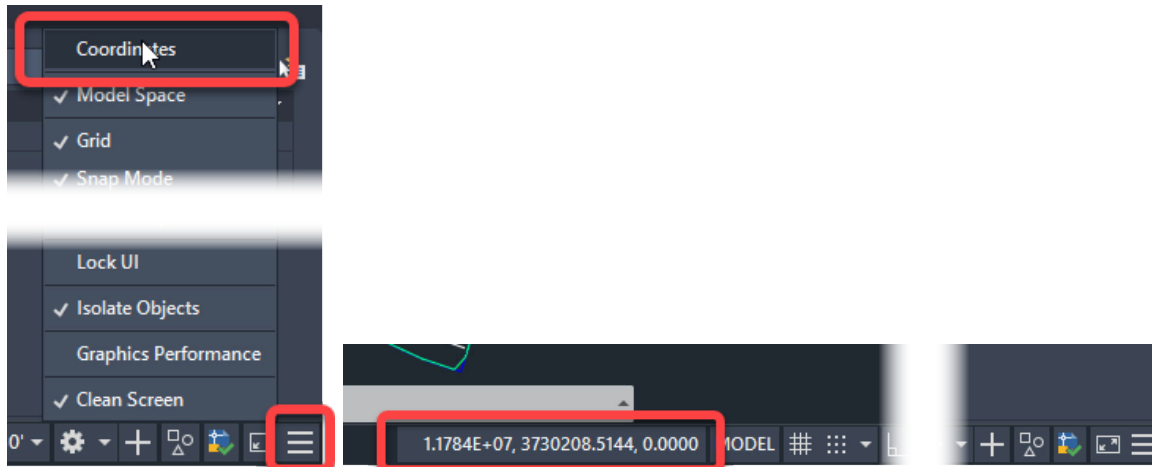 Coordinates
Model Space
Grid
Snap Mode
Lock UI
Isolate Objects
Graphics Performance
Clean Screen
0'
1.1784E+07, 3730208.5144, 0.0000
MODEL